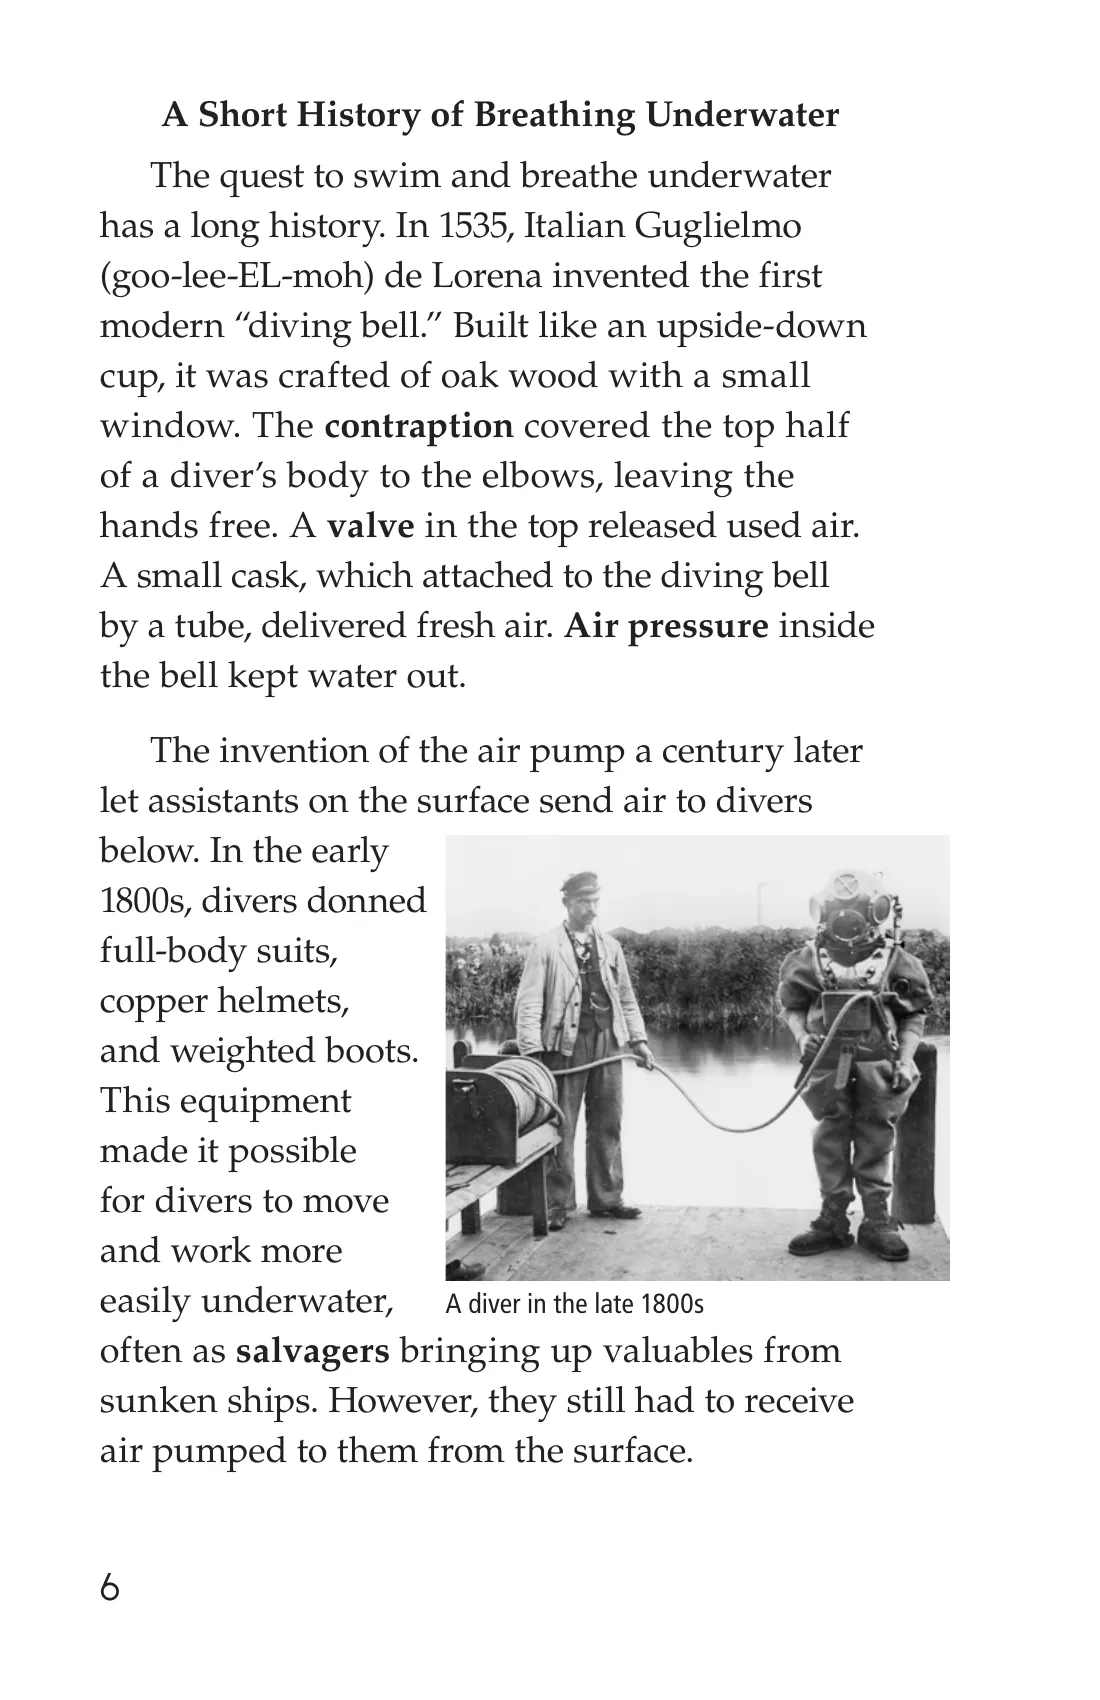 A Short History of Breathing Underwater
The quest to swim and breathe underwater
has a long history. In 1535, Italian Guglielmo
(goo-lee-EL-moh) de Lorena invented the first
modern “diving bell.” Built like an upside-down
cup, it was crafted of oak wood with a small
window. The contraption covered the top half
of a diver’s body to the elbows, leaving the
hands free. A valve in the top released used air.
A small cask, which attached to the diving bell
by a tube, delivered fresh air. Air pressure inside
the bell kept water out.
The invention of the air pump a century later
let assistants on the surface send air to divers
below. In the early
1800s, divers donned
full-body suits,
copper helmets,
and weighted boots.
This equipment
made it possible
for divers to move
and work more
easily underwater,
often as salvagers bringing up valuables from
sunken ships. However, they still had to receive
air pumped to them from the surface.
A diver in the late 1800s
6